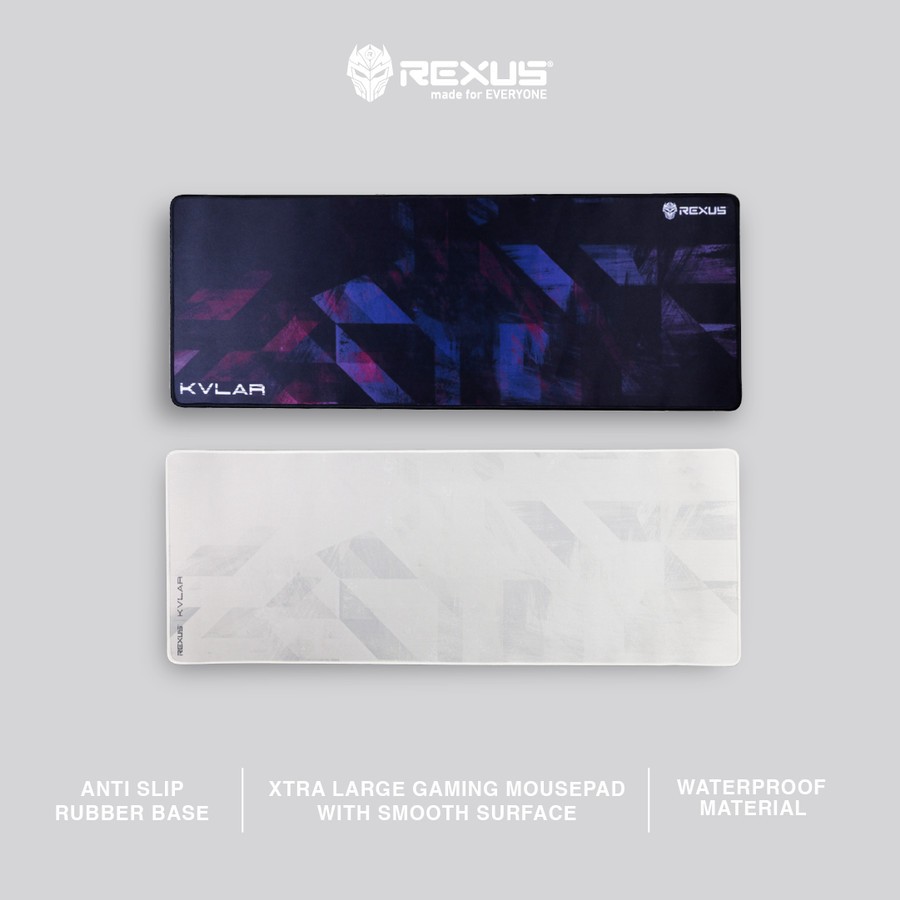 REXUS®
made for EVERYONE
REXUS
KVLAR
REXUS KVLAR
ANTI SLIP
RUBBER BASE
XTRA LARGE GAMING MOUSEPAD
WITH SMOOTH SURFACE
WATERPROOF
MATERIAL